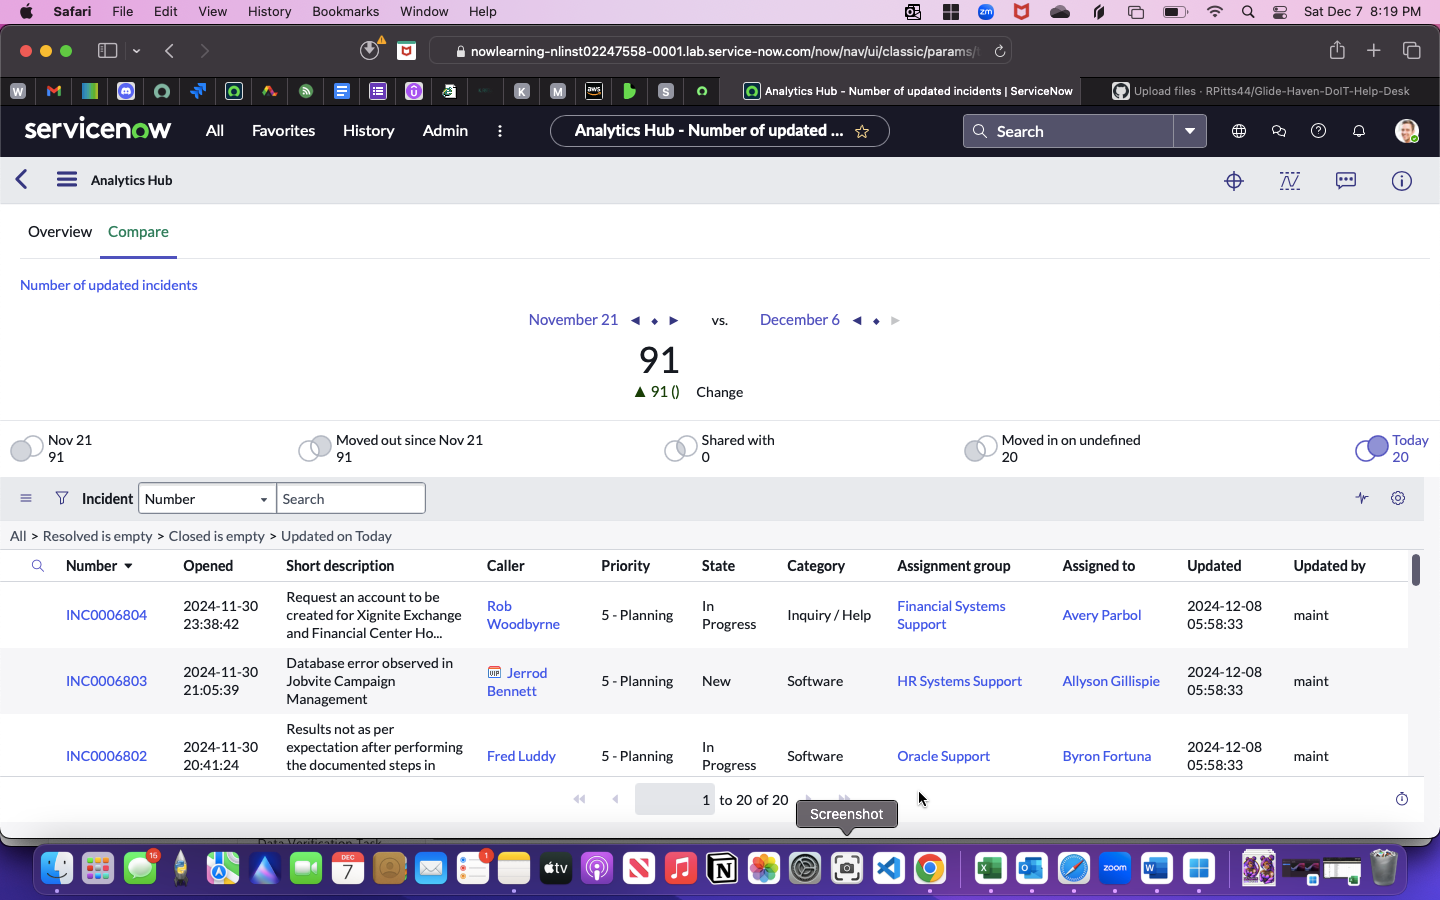 Safari File Edit View History Bookmarks Window Help
zm
Sat Dec 7 8:19 PM
nowlearning-nlinst02247558-0001.lab.service-now.com/now/nav/ui/classic/params/
Analytics Hub - Number of updated incidents | ServiceNow
Upload files · RPitts44/Glide-Haven-DoIT-Help-Desk
servicenow
All Favorites History Admin
Analytics Hub - Number of updated ...
Search
Analytics Hub
Overview Compare
Number of updated incidents
November 21 vs. December 6
91
▲ 91 () Change
Nov 21
91
Moved out since Nov 21
91
Shared with
0
Moved in on undefined
20
Today
20
Incident Number Search
All > Resolved is empty > Closed is empty > Updated on Today
Number Opened Short description Caller Priority State Category Assignment group Assigned to Updated Updated by
INC0006804
2024-11-30
23:38:42
Request an account to be
created for Xignite Exchange
and Financial Center Ho...
Rob
Woodbyrne
5 - Planning
In
Progress
Inquiry / Help
Financial Systems
Support
Avery Parbol
2024-12-08
05:58:33
maint
INC0006803
2024-11-30
21:05:39
Database error observed in
Jobvite Campaign
Management
VIP Jerrod
Bennett
5 - Planning
New
Software
HR Systems Support
Allyson Gillispie
2024-12-08
05:58:33
maint
INC0006802
2024-11-30
20:41:24
Results not as per
expectation after performing
the documented steps in
Fred Luddy
5 - Planning
In
Progress
Software
Oracle Support
Byron Fortuna
2024-12-08
05:58:33
maint
1 to 20 of 20
Screenshot
Data Verification Task
16
DEC
7
1
tv
zoom